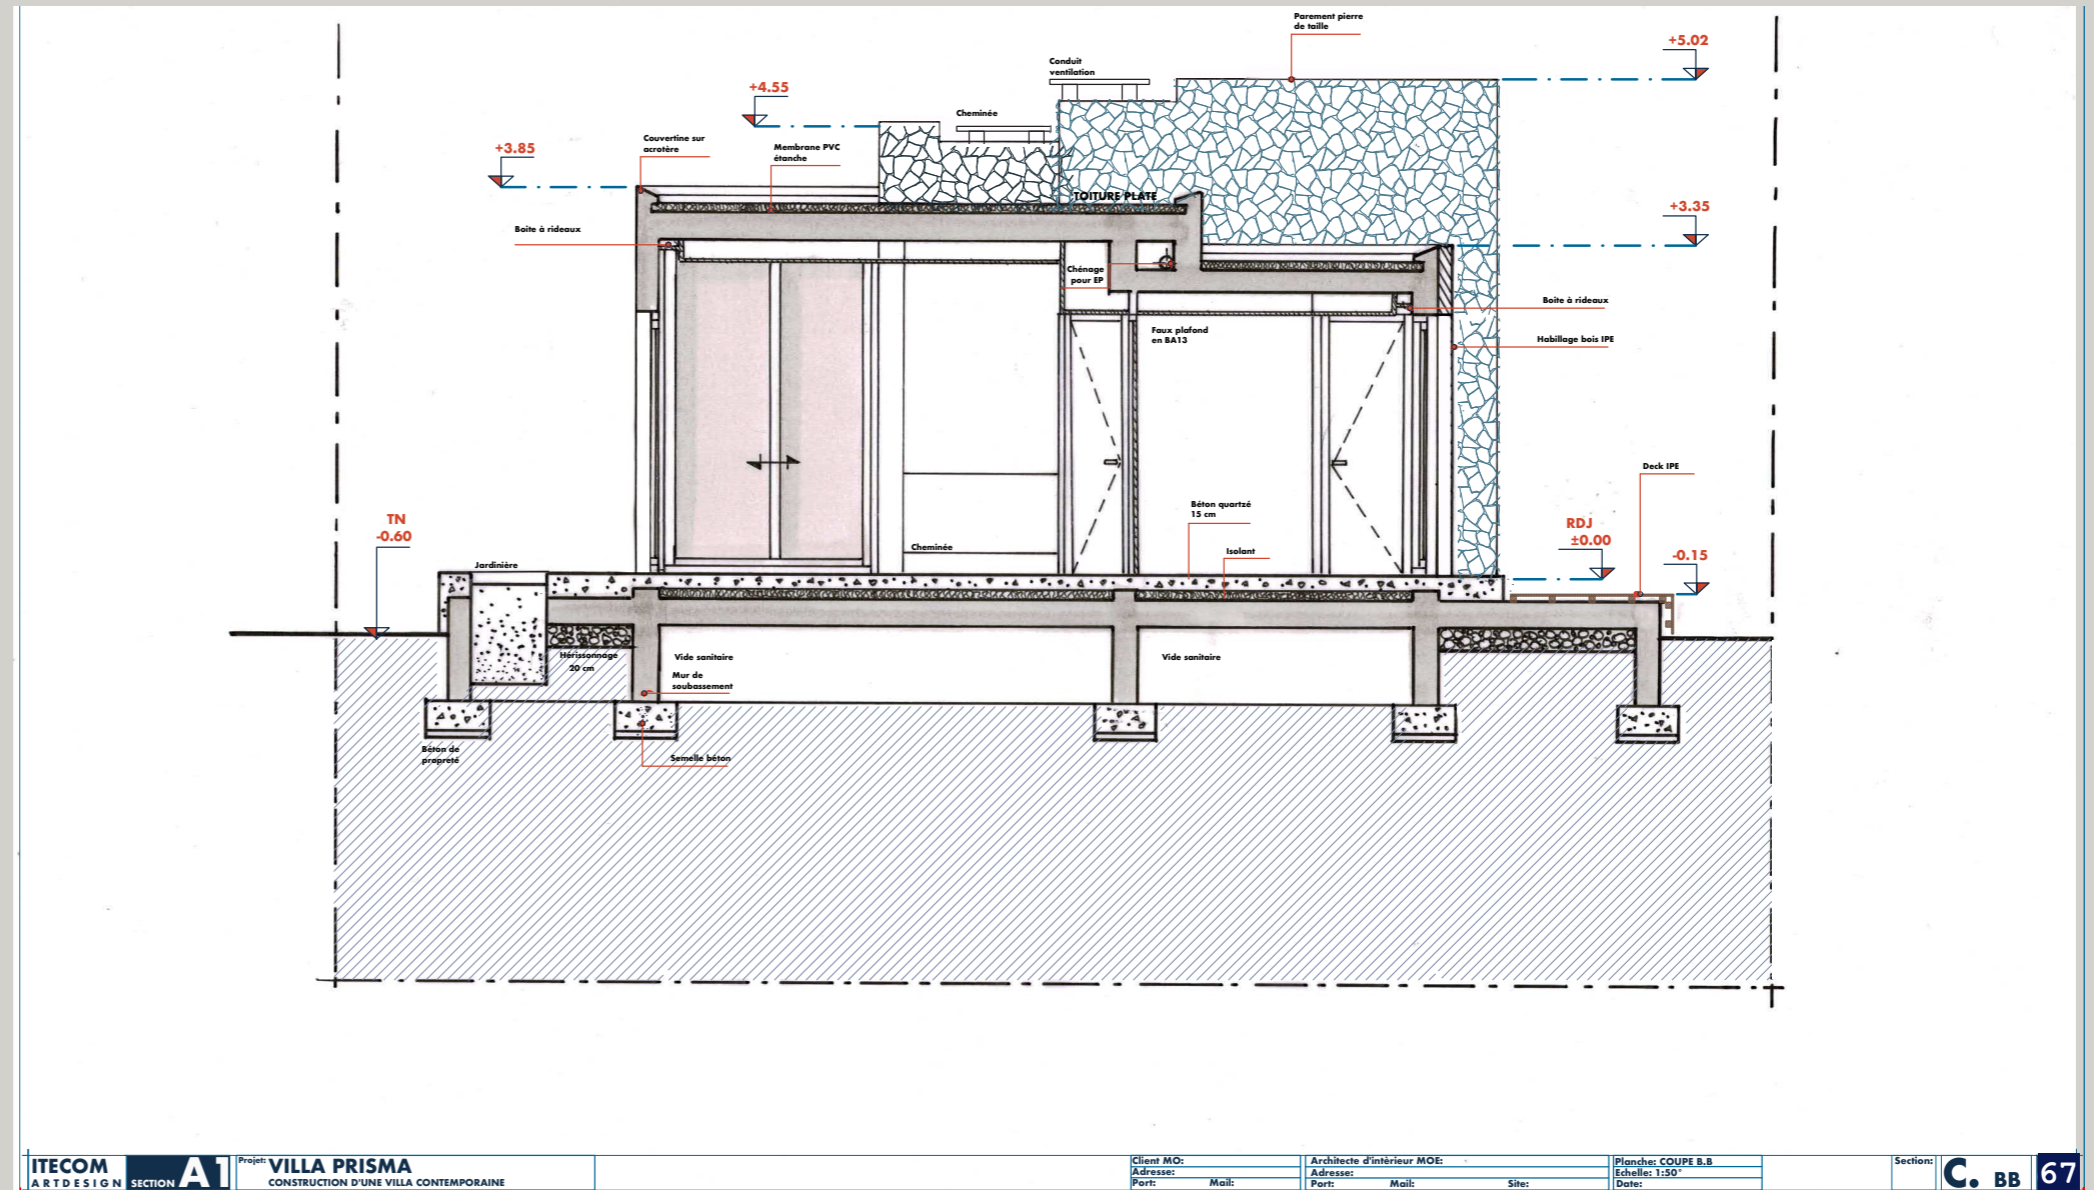 Parement pierre
de taille
+5.02
Conduit
ventilation
+4.55
Cheminée
Couvertine sur
acrotère
Membrane PVC
étanche
+3.85
TOITURE PLATE
+3.35
Boite à rideaux
Chénage
pour EP
Boite à rideaux
Faux plafond
en BA13
Habillage bois IPE
Deck IPE
Béton quartzé
15 cm
TN
-0.60
RDJ
±0.00
Cheminée
Isolant
-0.15
Jardinière
Hérissonnage
20 cm
Vide sanitaire
Vide sanitaire
Mur de
soubassement
Béton de
propreté
Semelle béton
ITECOM
ARTDESIGN
SECTION A1
Projet: VILLA PRISMA
CONSTRUCTION D'UNE VILLA CONTEMPORAINE
Client MO:
Adresse:
Port: Mail:
Architecte d'intérieur MOE:
Adresse:
Port: Mail: Site:
Planche: COUPE B.B
Echelle: 1:50°
Date:
Section:
C. BB
67